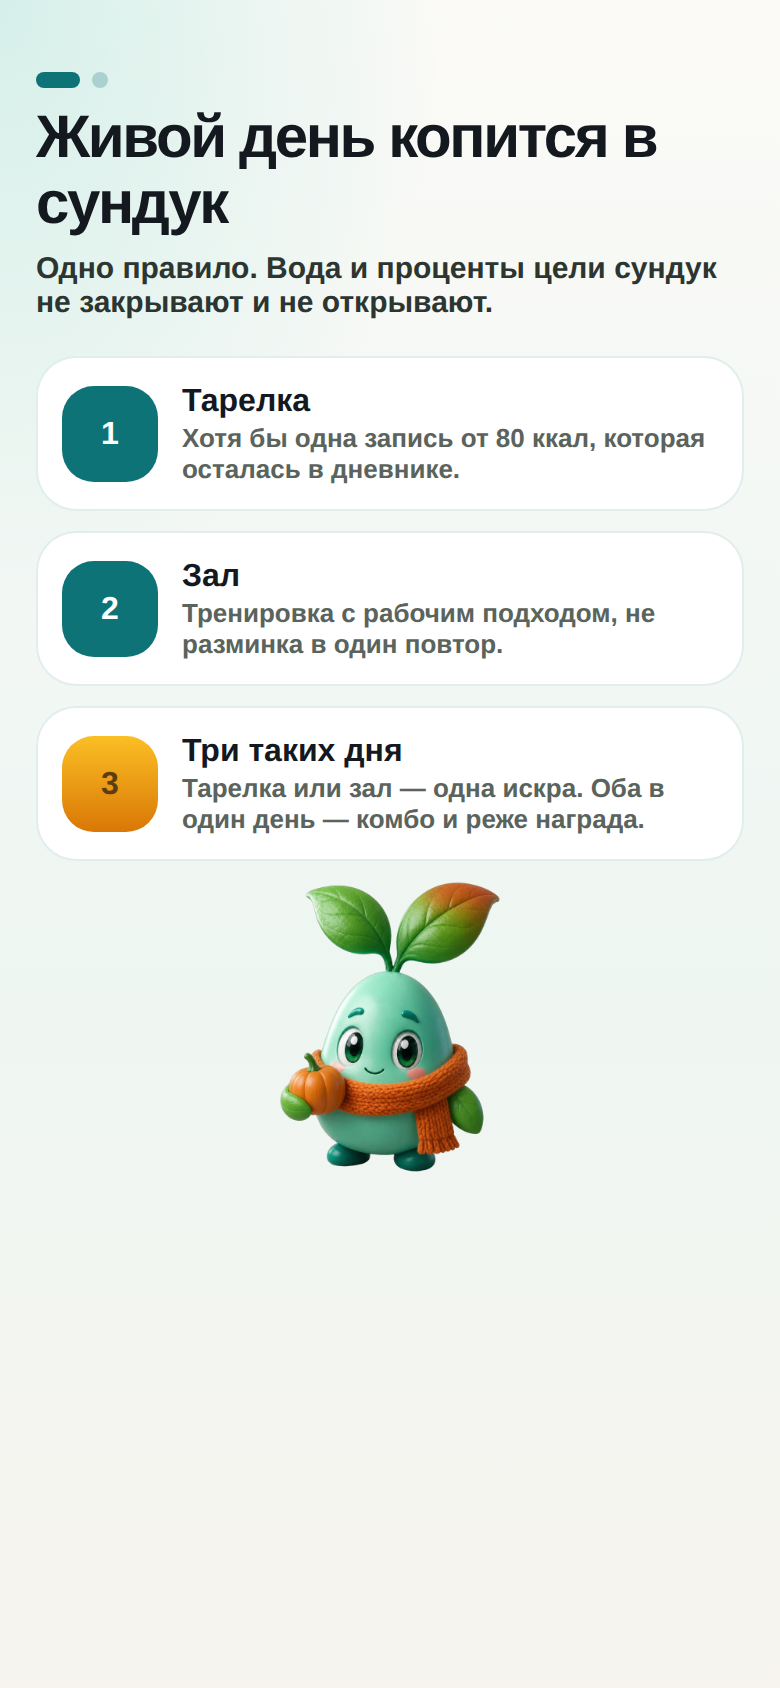 Живой день копится в
сундук
Одно правило. Вода и проценты цели сундук
не закрывают и не открывают.
1
Тарелка
Хотя бы одна запись от 80 ккал, которая
осталась в дневнике.
2
Зал
Тренировка с рабочим подходом, не
разминка в один повтор.
3
Три таких дня
Тарелка или зал — одна искра. Оба в
один день — комбо и реже награда.